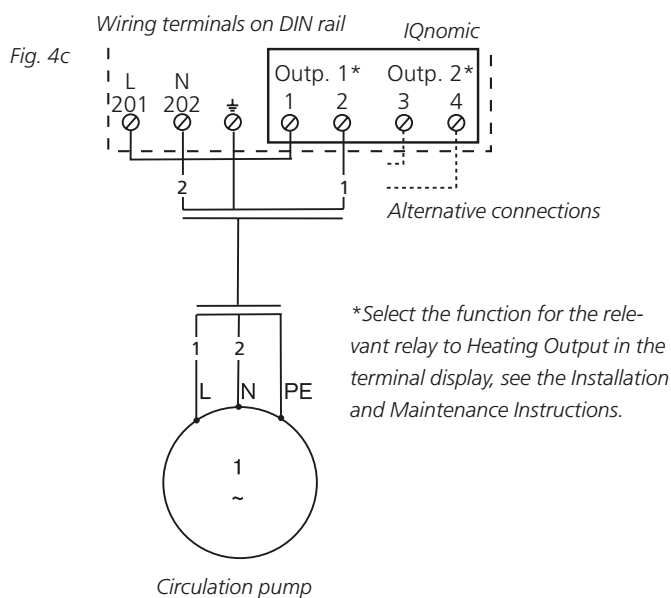 Wiring terminals on DIN rail
IQnomic
Fig. 4c
Outp. 1* Outp. 2*
L N
201 202 1 2 3 4
2 1
Alternative connections
*Select the function for the rele-
vant relay to Heating Output in the
terminal display, see the Installation
and Maintenance Instructions.
1 2
L N PE
1
~
Circulation pump